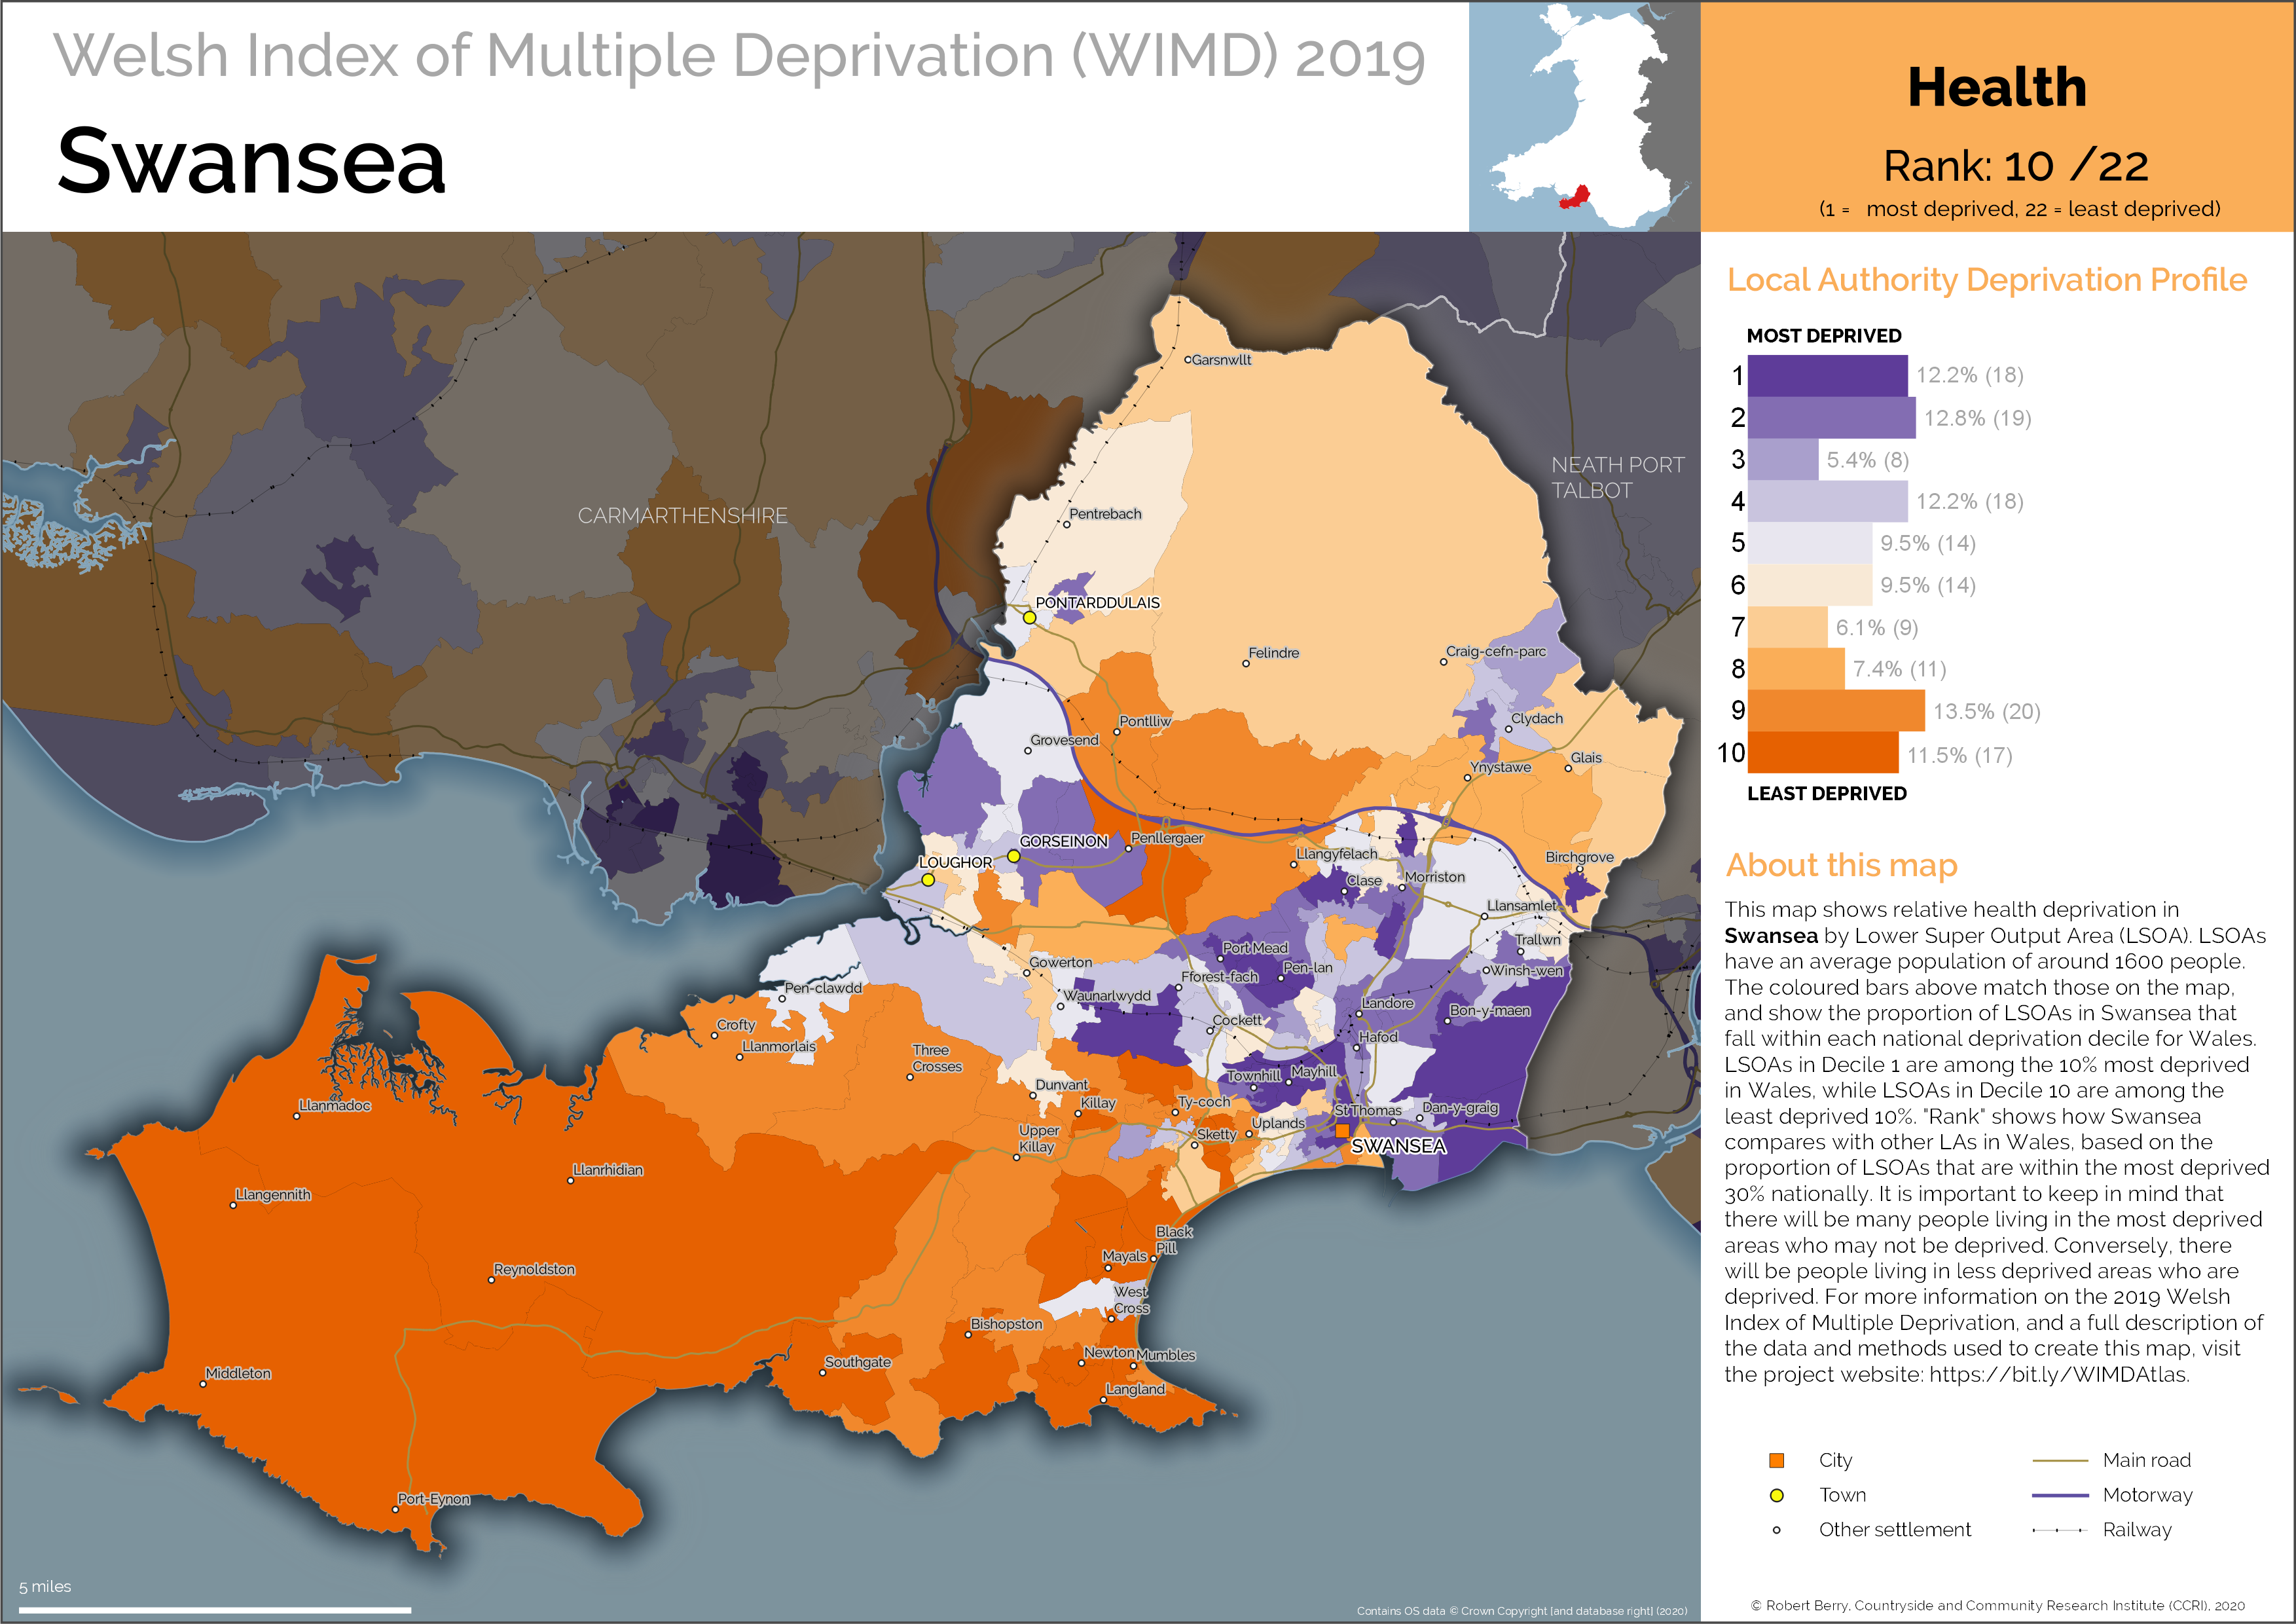 Welsh Index of Multiple Deprivation (WIMD) 2019
Swansea
Health
Rank: 10 /22
(1 = most deprived, 22 = least deprived)
Garsnwllt
CARMARTHENSHIRE
NEATH PORT
TALBOT
Pentrebach
PONTARDDULAIS
Felindre
Craig-cefn-parc
Pontlliw
Clydach
Grovesend
Glais
Ynystawe
GORSEINON
Penllergaer
LOUGHOR
Llangyfelach
Birchgrove
Clase
Morriston
Llansamlet
Port Mead
Trallwn
Gowerton
Fforest-fach
Pen-lan
Winsh-wen
Pen-clawdd
Waunarlwydd
Landore
Bon-y-maen
Crofty
Cockett
Hafod
Llanmorlais
Three
Crosses
Townhill
Mayhill
Dunvant
Llanmadoc
Killay
Ty-coch
St Thomas
Dan-y-graig
Uplands
Upper
Killay
Sketty
SWANSEA
Llanrhidian
Llangennith
Black
Pill
Mayals
Reynoldston
West
Cross
Bishopston
Newton
Mumbles
Southgate
Middleton
Langland
Port-Eynon
5 miles
Contains OS data © Crown Copyright [and database right] (2020)
Local Authority Deprivation Profile
MOST DEPRIVED
1 12.2% (18)
2 12.8% (19)
3 5.4% (8)
4 12.2% (18)
5 9.5% (14)
6 9.5% (14)
7 6.1% (9)
8 7.4% (11)
9 13.5% (20)
10 11.5% (17)
LEAST DEPRIVED
About this map
This map shows relative health deprivation in
Swansea by Lower Super Output Area (LSOA). LSOAs
have an average population of around 1600 people.
The coloured bars above match those on the map,
and show the proportion of LSOAs in Swansea that
fall within each national deprivation decile for Wales.
LSOAs in Decile 1 are among the 10% most deprived
in Wales, while LSOAs in Decile 10 are among the
least deprived 10%. "Rank" shows how Swansea
compares with other LAs in Wales, based on the
proportion of LSOAs that are within the most deprived
30% nationally. It is important to keep in mind that
there will be many people living in the most deprived
areas who may not be deprived. Conversely, there
will be people living in less deprived areas who are
deprived. For more information on the 2019 Welsh
Index of Multiple Deprivation, and a full description of
the data and methods used to create this map, visit
the project website: https://bit.ly/WIMDAtlas.
City
Town
Other settlement
Main road
Motorway
Railway
© Robert Berry, Countryside and Community Research Institute (CCRI), 2020